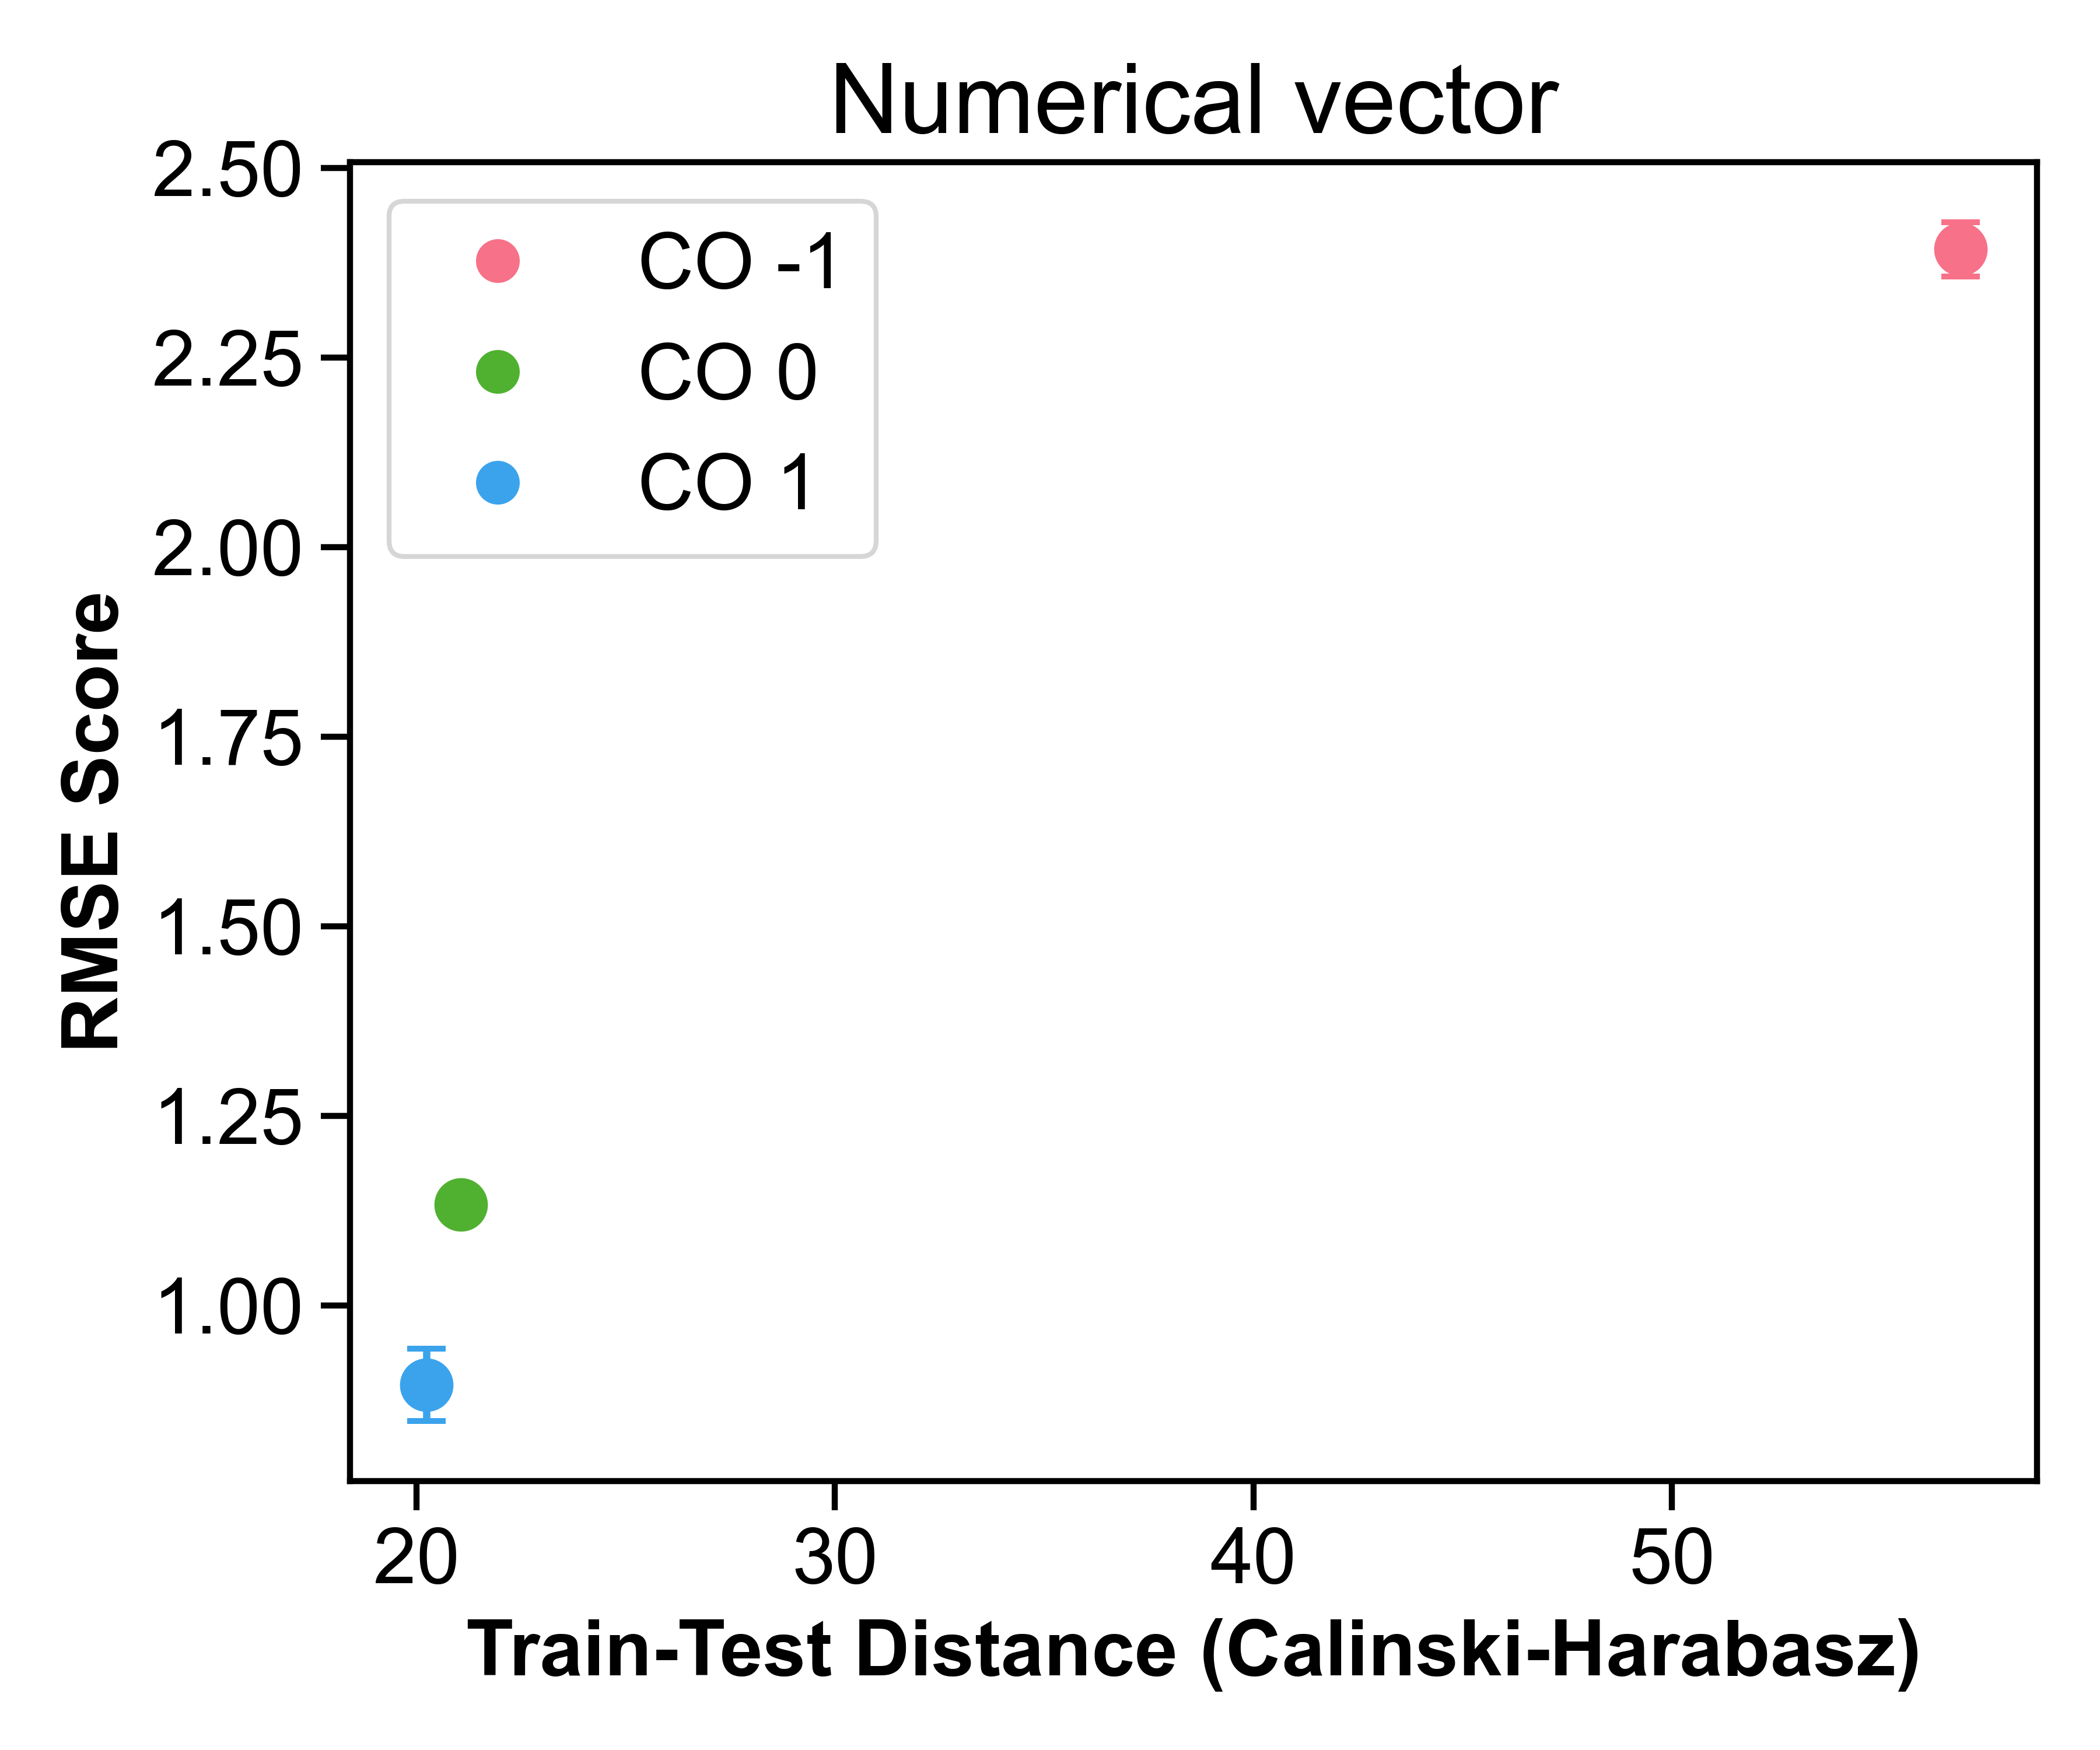 Numerical vector
2.50
2.25
2.00
1.75
1.50
1.25
1.00
RMSE Score
CO -1
CO 0
CO 1
20 30 40 50
Train-Test Distance (Calinski-Harabasz)